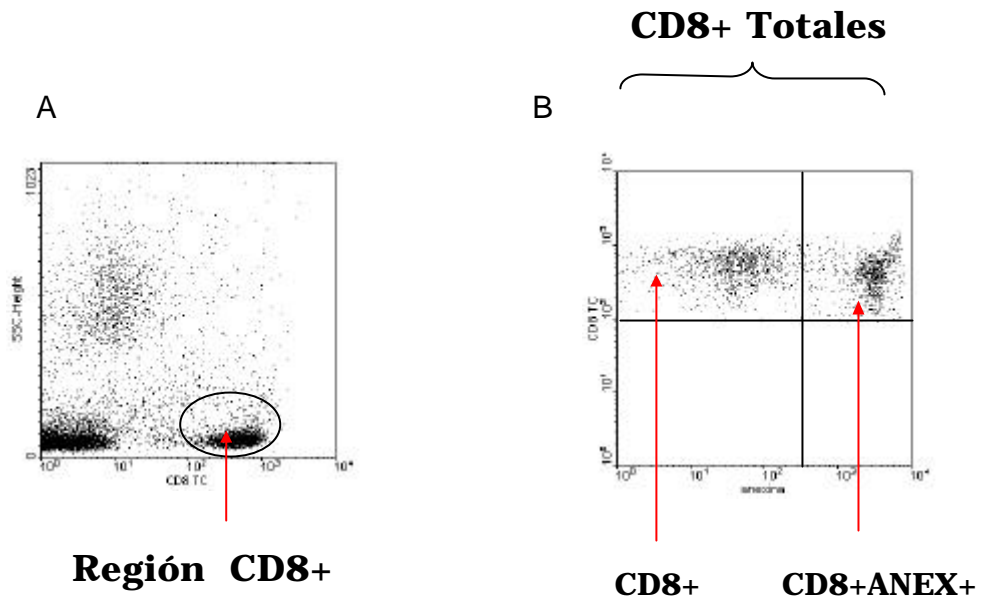 CD8+ Totales
A
B
1023
SSC-Height
0
10^0 10^1 10^2 10^3 10^4
CD8 TC
Región CD8+
10^4
10^3
10^2
CD8 TC
10^1
10^0
10^0 10^1 10^2 10^3 10^4
anexina
CD8+ CD8+ANEX+